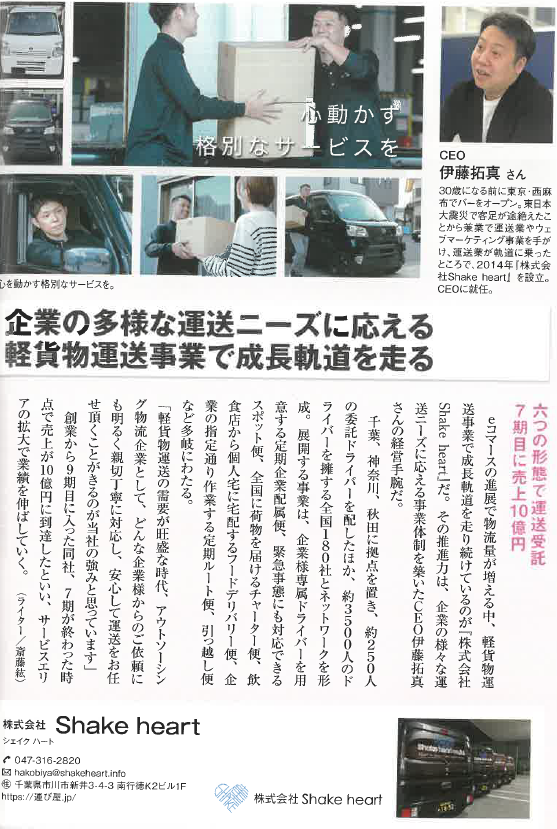 心動かす
格別なサービスを
CEO
伊藤拓真 さん
30歳になる前に東京・西麻
布でバーをオープン。東日本
大震災で客足が途絶えたこ
とから兼業で運送業やウェ
ブマーケティング事業を手が
け、運送業が軌道に乗った
ところで、2014年『株式会
社Shake heart』を設立。
CEOに就任。
心を動かす格別なサービスを。
企業の多様な運送ニーズに応える
軽貨物運送事業で成長軌道を走る
六つの形態で運送受託
7期目に売上10億円
eコマースの進展で物流量が増える中、軽貨物運
送事業で成長軌道を走り続けているのが『株式会社
Shake heart』だ。その推進力は、企業の様々な運
送ニーズに応える事業体制を築いたCEO伊藤拓真
さんの経営手腕だ。
千葉、神奈川、秋田に拠点を置き、約250人
の委託ドライバーを配したほか、約3500人のド
ライバーを擁する全国180社とネットワークを形
成。展開する事業は、企業様専属ドライバーを用
意する定期企業配属便、緊急事態にも対応できる
スポット便、全国に荷物を届けるチャーター便、飲
食店から個人宅に宅配するフードデリバリー便、企
業の指定通り作業する定期ルート便、引っ越し便
など多岐にわたる。
「軽貨物運送の需要が旺盛な時代、アウトソーシン
グ物流企業として、どんな企業様からのご依頼に
も明るく親切丁寧に対応し、安心して運送をお任
せ頂くことができるのが当社の強みと思っています」
創業から9期目に入った同社、7期が終わった時
点で売上が10億円に到達したといい、サービスエリ
アの拡大で業績を伸ばしていく。 （ライター／斎藤紘）
株式会社 Shake heart
シェイク ハート
047-316-2820
hakobiya@shakeheart.info
千葉県市川市新井3-4-3 南行徳K2ビル1F
https://運び屋.jp/
株式会社 Shake heart